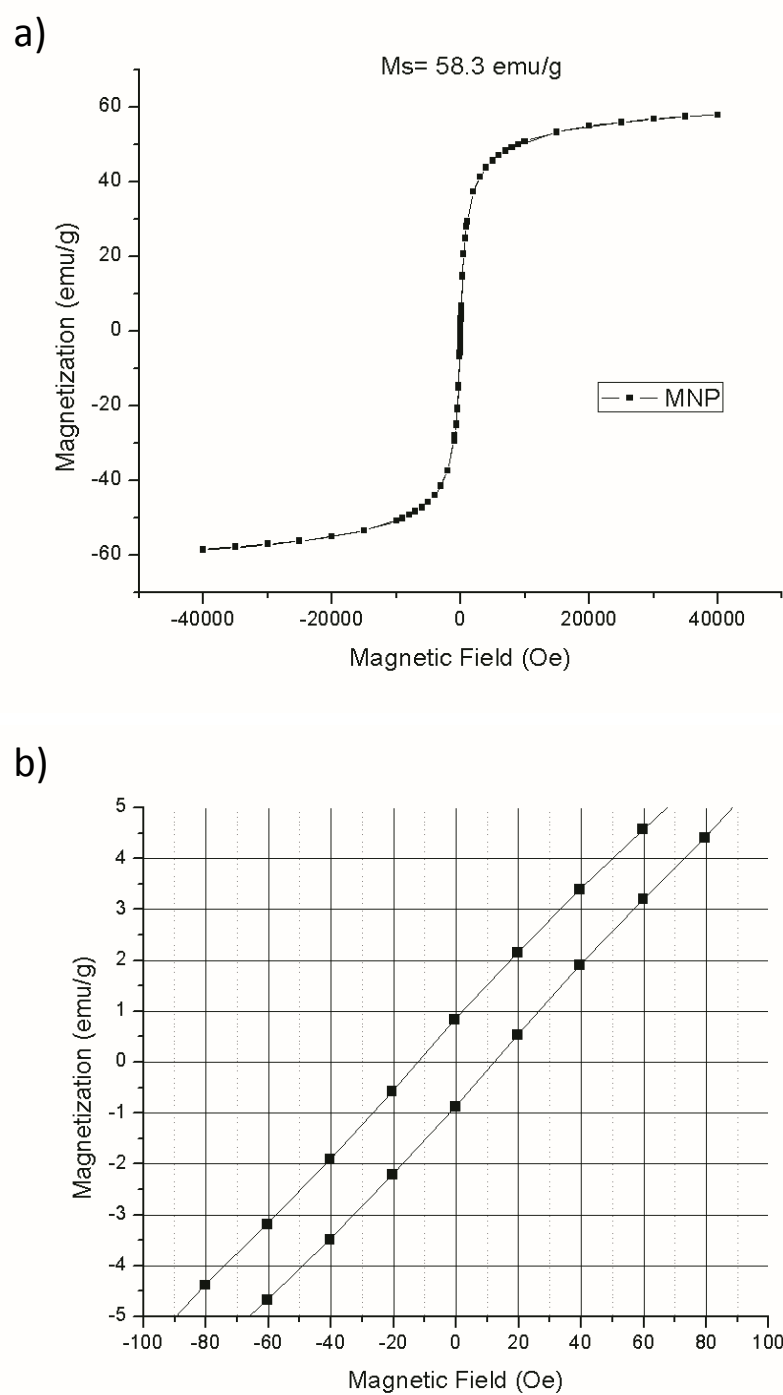 a)
Ms= 58.3 emu/g
60
40
20
0
-20
-40
-60
Magnetization (emu/g)
MNP
-40000 -20000 0 20000 40000
Magnetic Field (Oe)
b)
5
4
3
2
1
0
-1
-2
-3
-4
-5
Magnetization (emu/g)
-100 -80 -60 -40 -20 0 20 40 60 80 100
Magnetic Field (Oe)